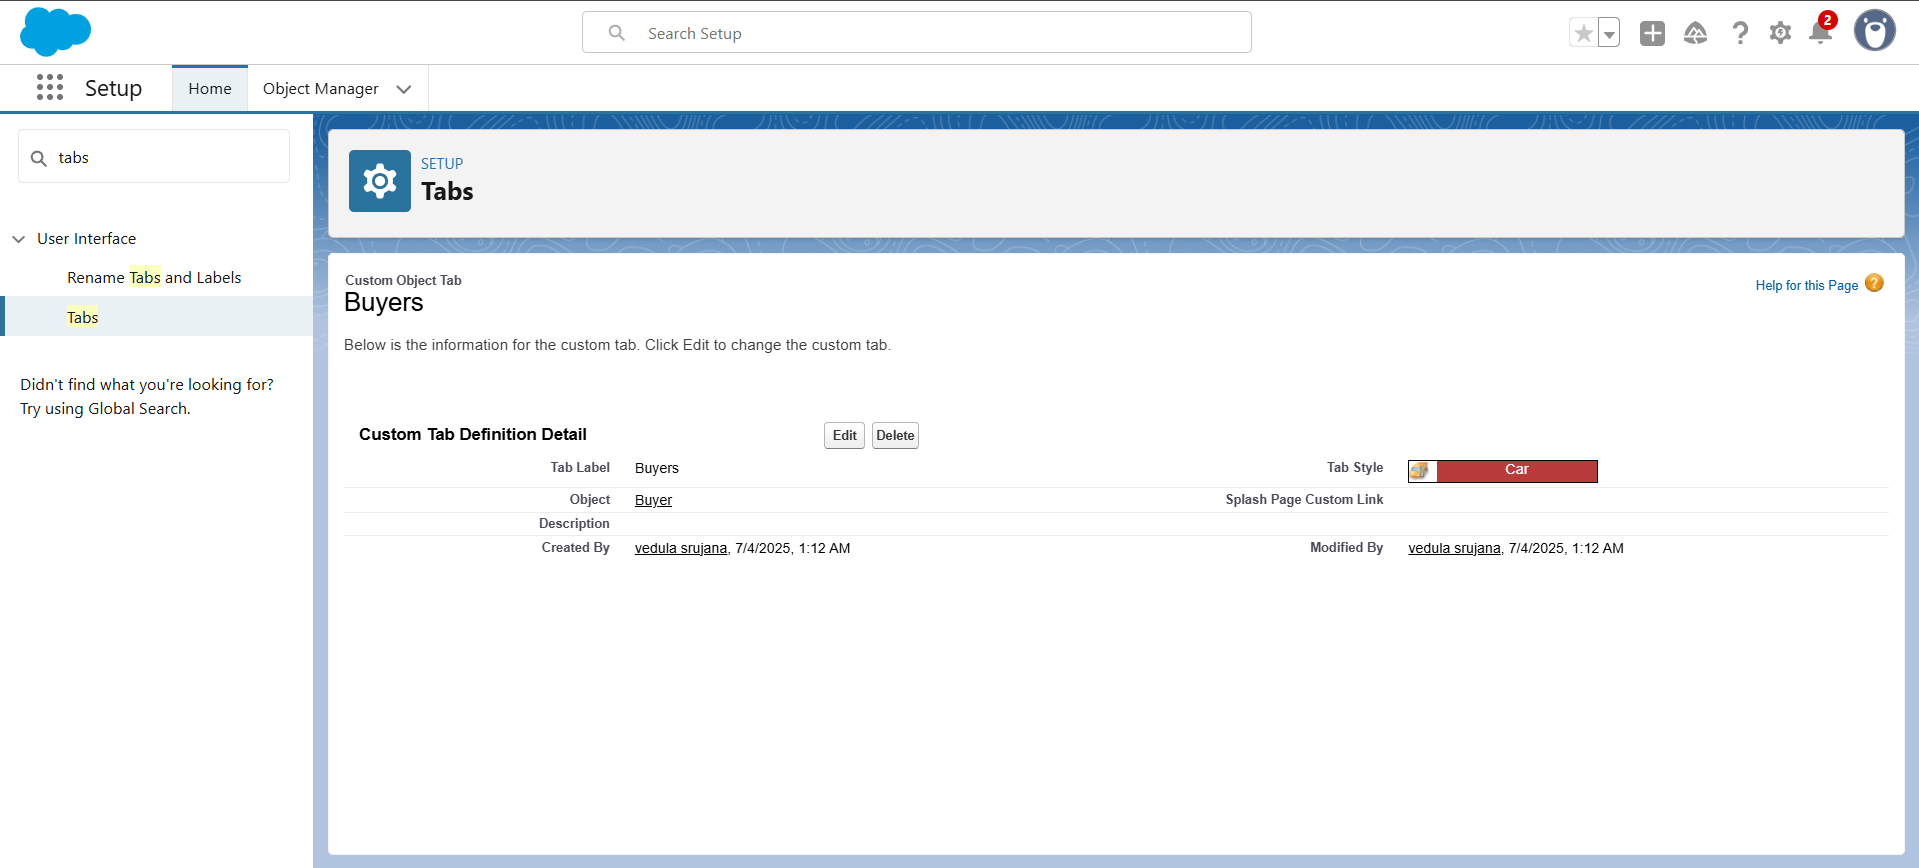 Search Setup
2
Setup
Home
Object Manager
tabs
User Interface
Rename Tabs and Labels
Tabs
Didn't find what you're looking for?
Try using Global Search.
SETUP
Tabs
Custom Object Tab
Buyers
Help for this Page ?
Below is the information for the custom tab. Click Edit to change the custom tab.
Custom Tab Definition Detail
Edit
Delete
Tab Label Buyers
Tab Style Car
Object Buyer
Splash Page Custom Link
Description
Created By vedula srujana, 7/4/2025, 1:12 AM
Modified By vedula srujana, 7/4/2025, 1:12 AM